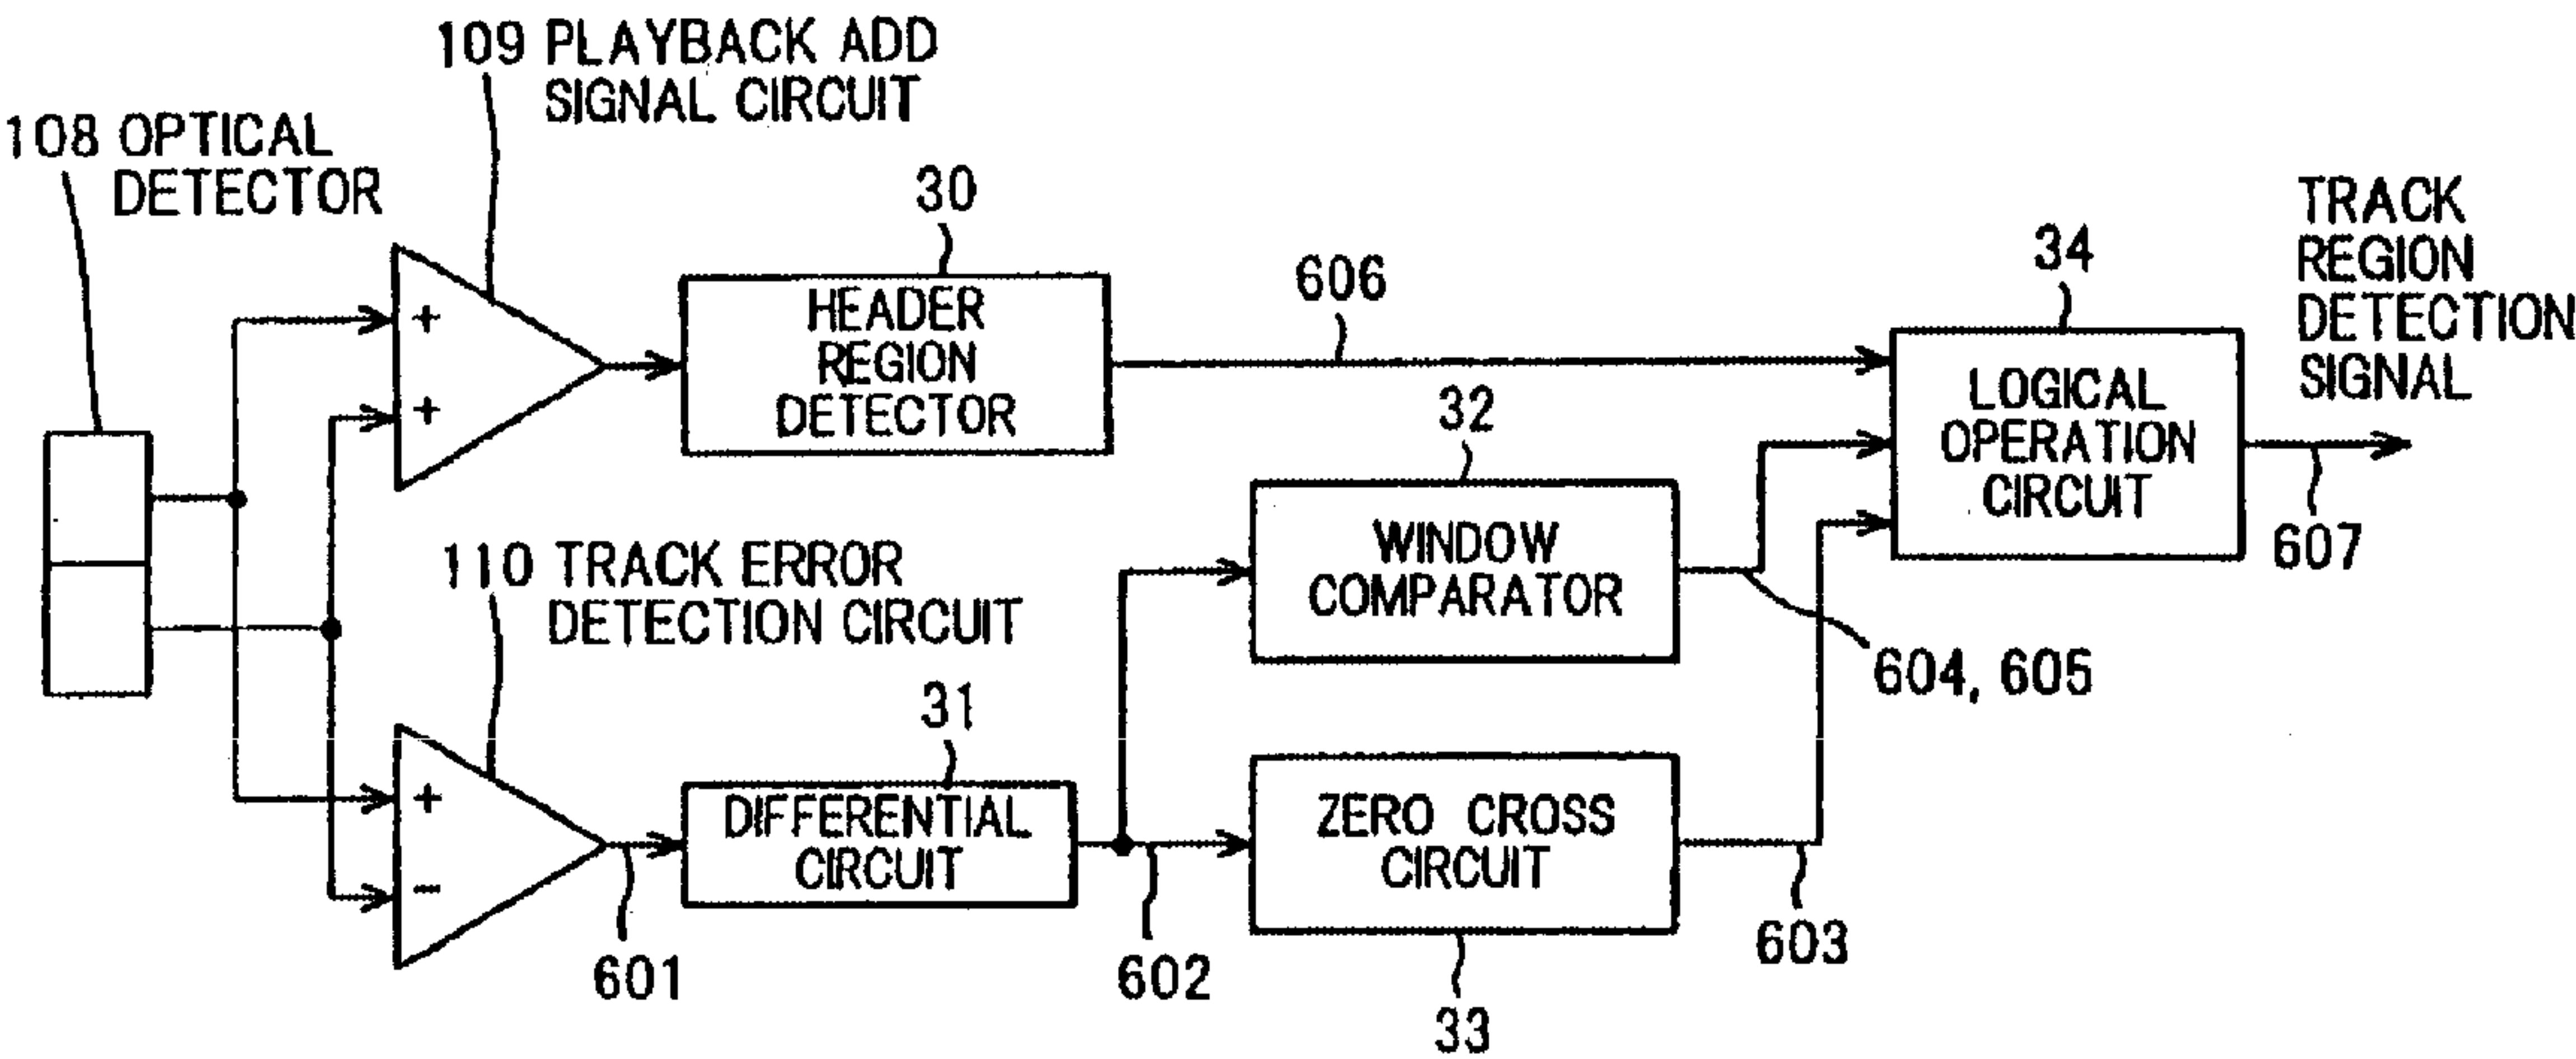 109 PLAYBACK ADD
SIGNAL CIRCUIT
108 OPTICAL
DETECTOR
30
HEADER
REGION
DETECTOR
606
34
TRACK
REGION
DETECTION
SIGNAL
LOGICAL
OPERATION
CIRCUIT
607
+
+
32
WINDOW
COMPARATOR
604, 605
110 TRACK ERROR
DETECTION CIRCUIT
+
-
601
31
DIFFERENTIAL
CIRCUIT
602
ZERO CROSS
CIRCUIT
33
603